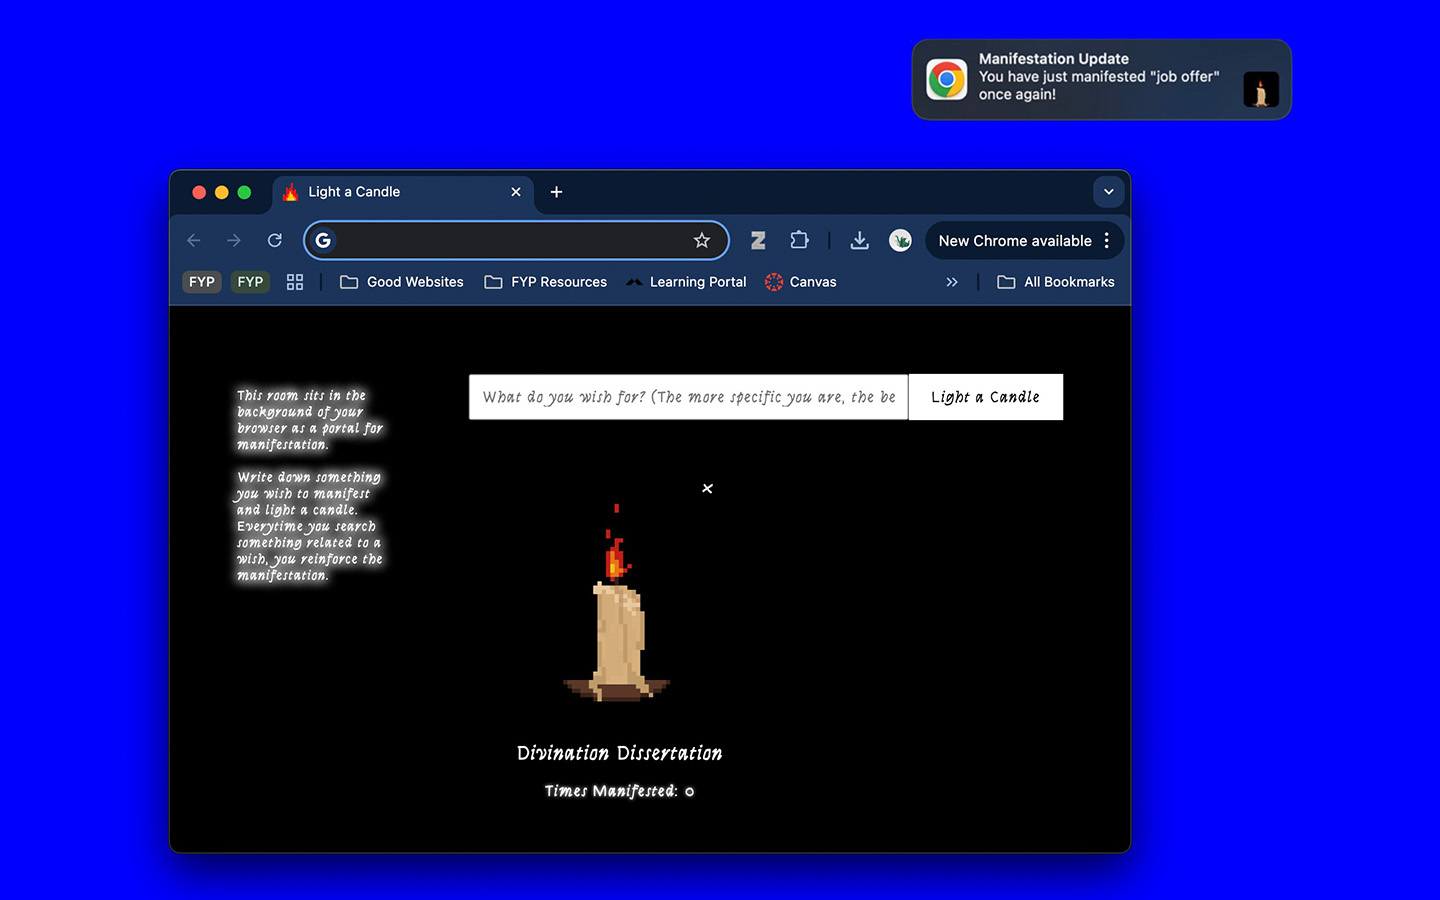 Manifestation Update
You have just manifested "job offer"
once again!
Light a Candle
New Chrome available
FYP
FYP
Good Websites
FYP Resources
Learning Portal
Canvas
All Bookmarks
What do you wish for? (The more specific you are, the be
Light a Candle
This room sits in the
background of your
browser as a portal for
manifestation.
Write down something
you wish to manifest
and light a candle.
Everytime you search
something related to a
wish, you reinforce the
manifestation.
Divination Dissertation
Times Manifested: 0